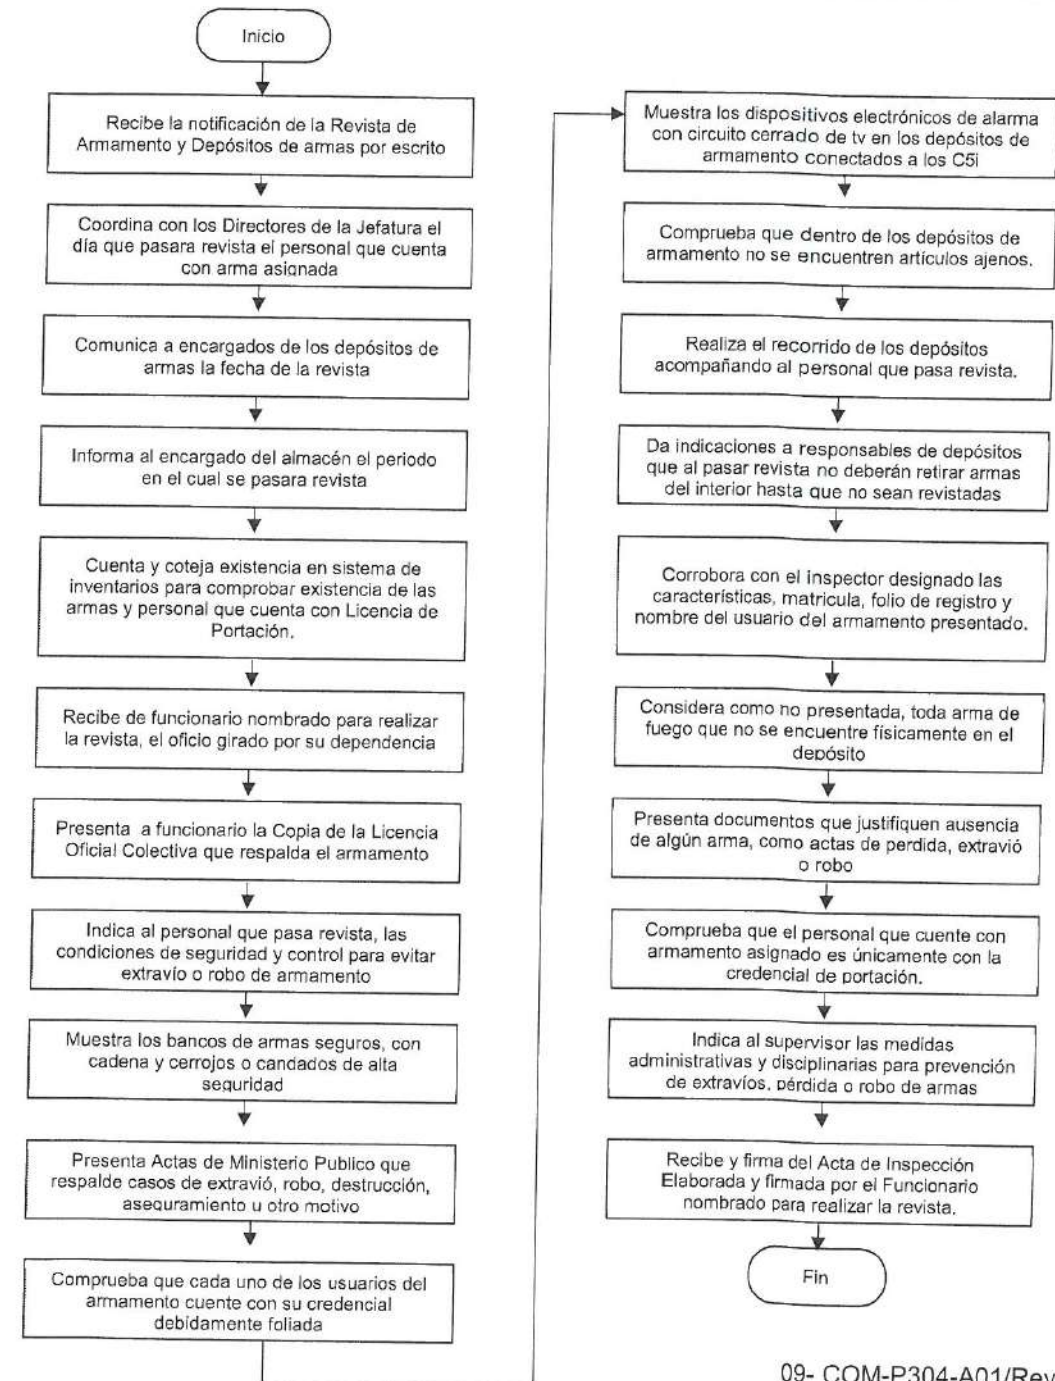 Inicio
Recibe la notificación de la Revista de
Armamento y Depósitos de armas por escrito
Coordina con los Directores de la Jefatura el
día que pasara revista el personal que cuenta
con arma asignada
Comunica a encargados de los depósitos de
armas la fecha de la revista
Informa al encargado del almacén el periodo
en el cual se pasara revista
Cuenta y coteja existencia en sistema de
inventarios para comprobar existencia de las
armas y personal que cuenta con Licencia de
Portación.
Recibe de funcionario nombrado para realizar
la revista, el oficio girado por su dependencia
Presenta a funcionario la Copia de la Licencia
Oficial Colectiva que respalda el armamento
Indica al personal que pasa revista, las
condiciones de seguridad y control para evitar
extravío o robo de armamento
Muestra los bancos de armas seguros, con
cadena y cerrojos o candados de alta
seguridad
Presenta Actas de Ministerio Publico que
respalde casos de extravió, robo, destrucción,
aseguramiento u otro motivo
Comprueba que cada uno de los usuarios del
armamento cuente con su credencial
debidamente foliada
Muestra los dispositivos electrónicos de alarma
con circuito cerrado de tv en los depósitos de
armamento conectados a los C5i
Comprueba que dentro de los depósitos de
armamento no se encuentren artículos ajenos.
Realiza el recorrido de los depósitos
acompañando al personal que pasa revista.
Da indicaciones a responsables de depósitos
que al pasar revista no deberán retirar armas
del interior hasta que no sean revistadas
Corrobora con el inspector designado las
características, matricula, folio de registro y
nombre del usuario del armamento presentado.
Considera como no presentada, toda arma de
fuego que no se encuentre físicamente en el
depósito
Presenta documentos que justifiquen ausencia
de algún arma, como actas de perdida, extravió
o robo
Comprueba que el personal que cuente con
armamento asignado es únicamente con la
credencial de portación.
Indica al supervisor las medidas
administrativas y disciplinarias para prevención
de extravíos, pérdida o robo de armas
Recibe y firma del Acta de Inspección
Elaborada y firmada por el Funcionario
nombrado para realizar la revista.
Fin
09- COM-P304-A01/Rev